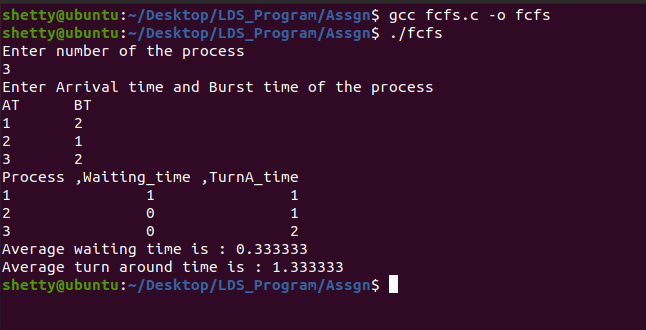 shetty@ubuntu:~/Desktop/LDS_Program/Assgn$ gcc fcfs.c -o fcfs
shetty@ubuntu:~/Desktop/LDS_Program/Assgn$ ./fcfs
Enter number of the process
3
Enter Arrival time and Burst time of the process
AT      BT
1       2
2       1
3       2
Process ,Waiting_time ,TurnA_time
1               1               1
2               0               1
3               0               2
Average waiting time is : 0.333333
Average turn around time is : 1.333333
shetty@ubuntu:~/Desktop/LDS_Program/Assgn$